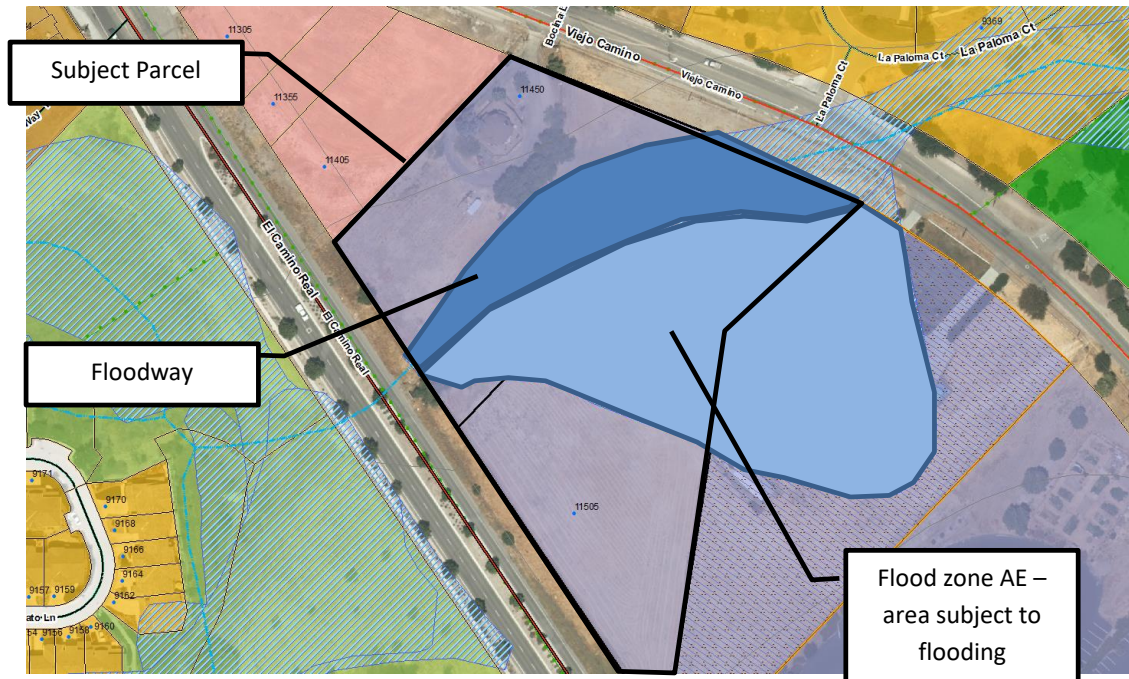 11305
Subject Parcel
Viejo Camino
Viejo Camino
La Paloma Ct
La Paloma Ct
La Paloma Ct
9369
11450
11355
11405
El Camino Real
El Camino Real
Floodway
9171
9170
9168
9166
9164
9162
9157
9159
9156
9158
9160
11505
Flood zone AE –
area subject to
flooding